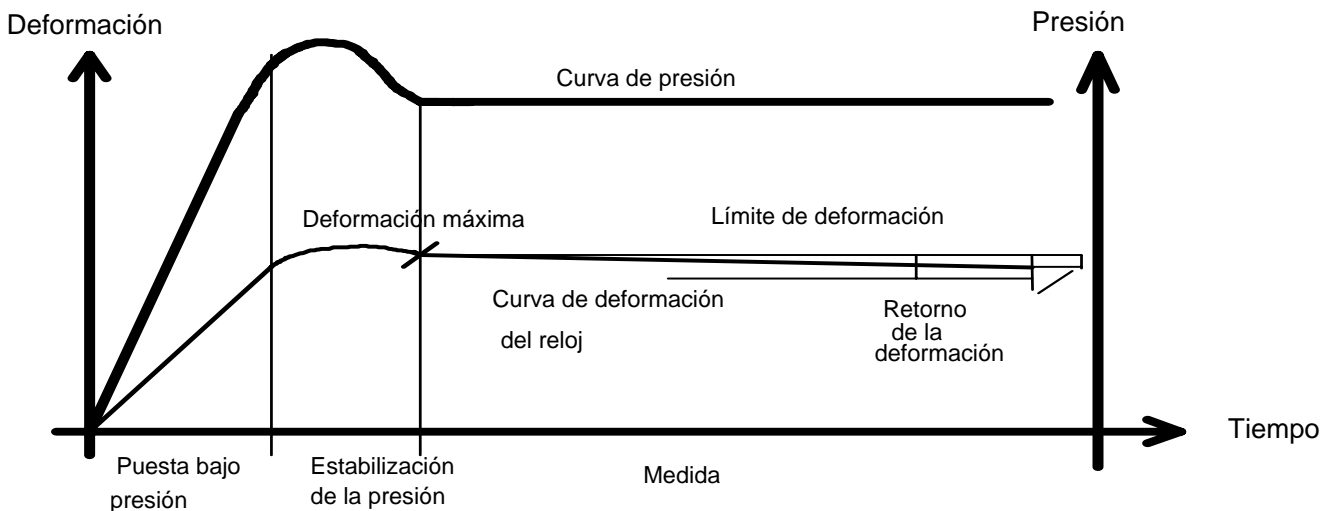 Deformación
Presión
Curva de presión
Deformación máxima
Límite de deformación
Curva de deformación
del reloj
Retorno
de la
deformación
Tiempo
Puesta bajo
presión
Estabilización
de la presión
Medida